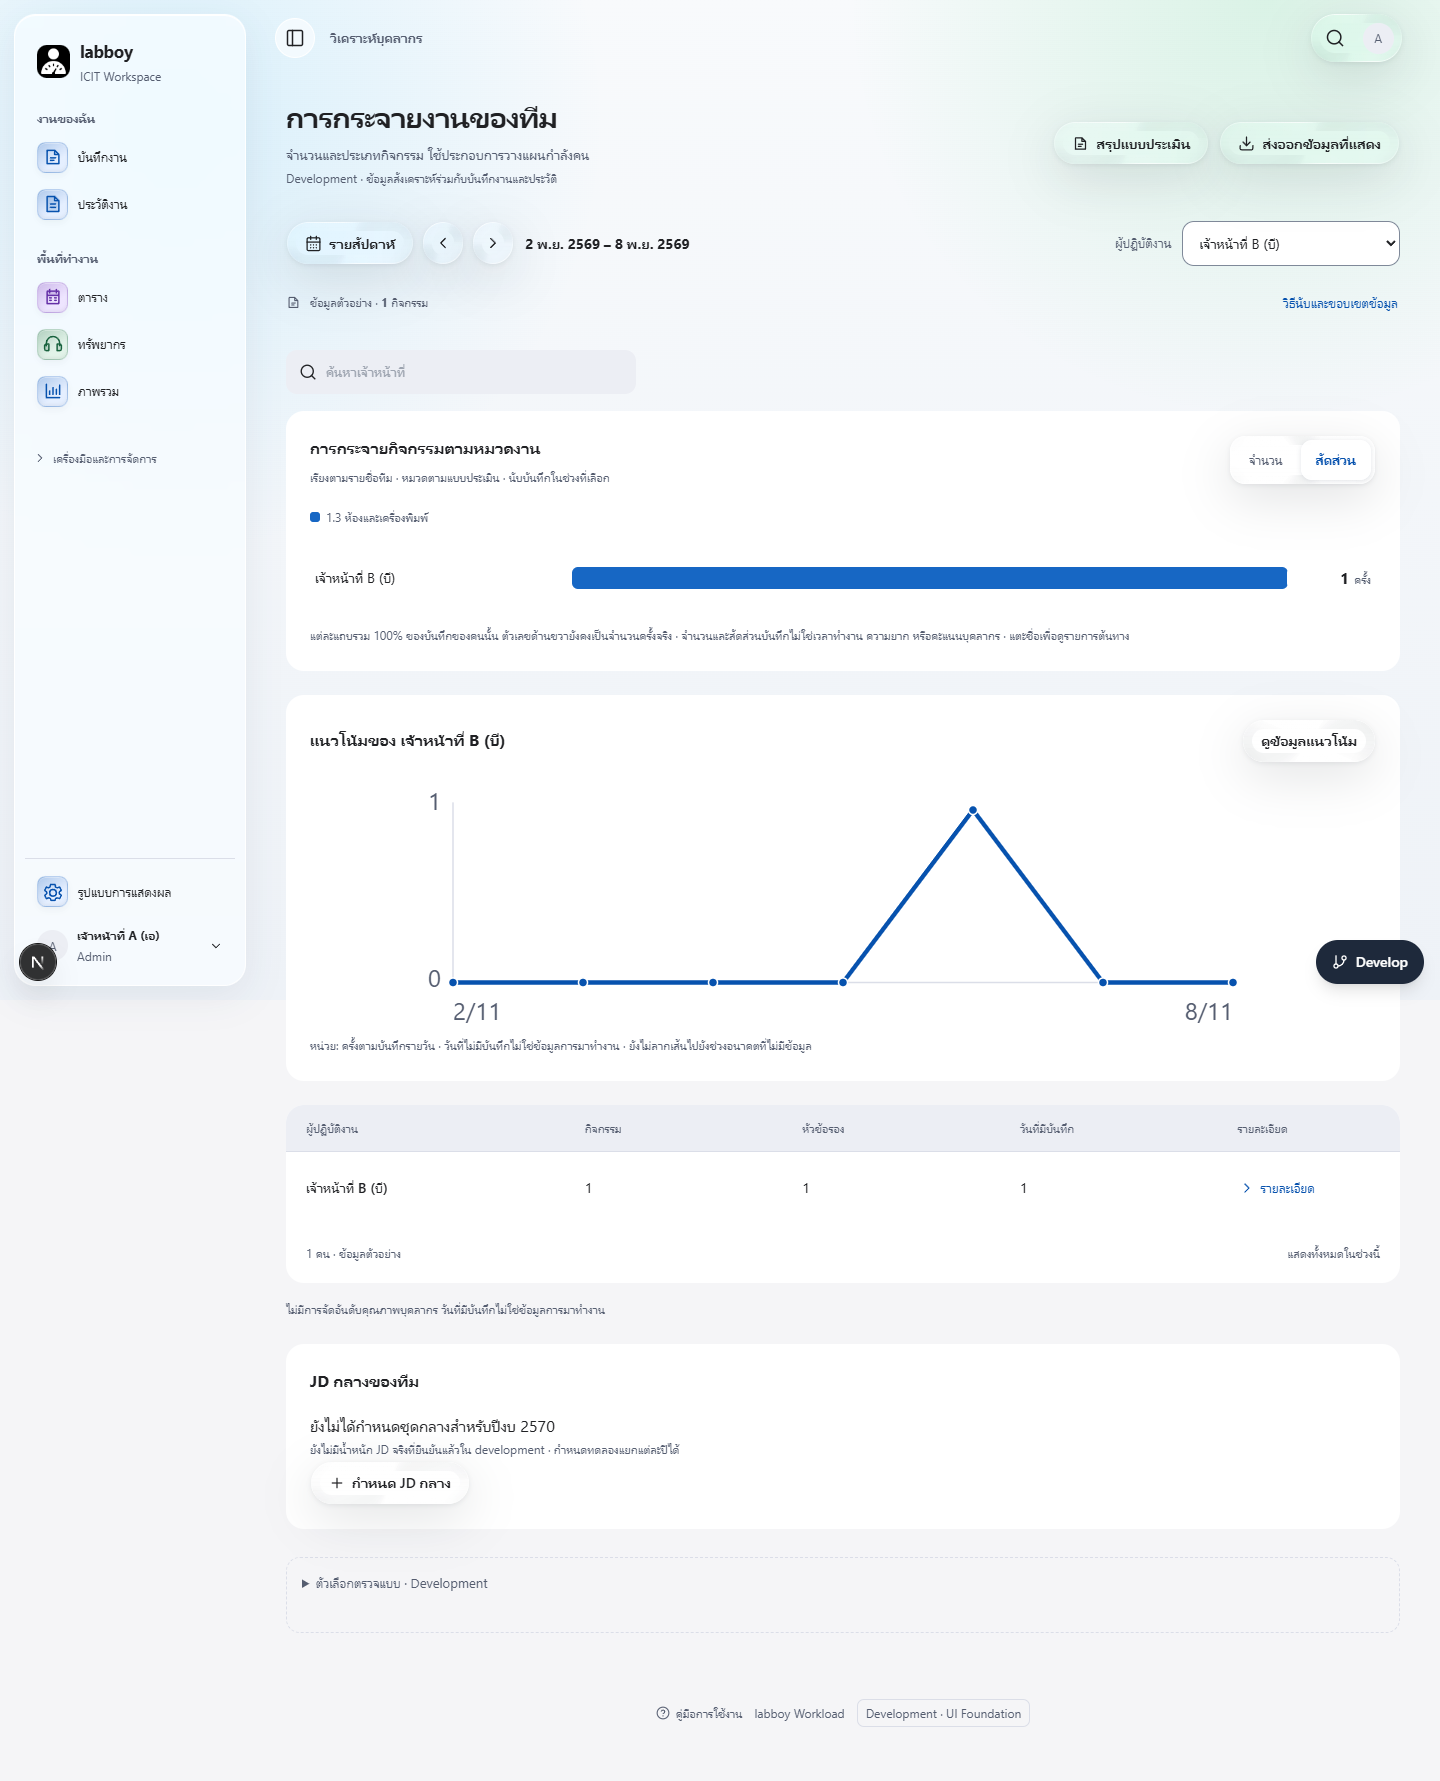 labboy
ICIT Workspace
งานของฉัน
บันทึกงาน
ประวัติงาน
พื้นที่ทำงาน
ตาราง
ทรัพยากร
ภาพรวม
เครื่องมือและการจัดการ
รูปแบบการแสดงผล
A
เจ้าหน้าที่ A (เอ)
Admin
N
วิเคราะห์บุคลากร
A
การกระจายงานของทีม
จำนวนและประเภทกิจกรรม ใช้ประกอบการวางแผนกำลังคน
Development · ข้อมูลสังเคราะห์ร่วมกับบันทึกงานและประวัติ
สรุปแบบประเมิน
ส่งออกข้อมูลที่แสดง
รายสัปดาห์
2 พ.ย. 2569 – 8 พ.ย. 2569
ผู้ปฏิบัติงาน
เจ้าหน้าที่ B (บี)
ข้อมูลตัวอย่าง · 1 กิจกรรม
วิธีนับและขอบเขตข้อมูล
ค้นหาเจ้าหน้าที่
การกระจายกิจกรรมตามหมวดงาน
เรียงตามรายชื่อทีม · หมวดตามแบบประเมิน · นับบันทึกในช่วงที่เลือก
จำนวน
สัดส่วน
1.3 ห้องและเครื่องพิมพ์
เจ้าหน้าที่ B (บี)
1 ครั้ง
แต่ละแถบรวม 100% ของบันทึกของคนนั้น ตัวเลขด้านขวายังคงเป็นจำนวนครั้งจริง · จำนวนและสัดส่วนบันทึกไม่ใช่เวลาทำงาน ความยาก หรือคะแนนบุคลากร · แตะชื่อเพื่อดูรายการต้นทาง
แนวโน้มของ เจ้าหน้าที่ B (บี)
ดูข้อมูลแนวโน้ม
1
0
2/11
8/11
หน่วย: ครั้งตามบันทึกรายวัน · วันที่ไม่มีบันทึกไม่ใช่ข้อมูลการมาทำงาน · ยังไม่ลากเส้นไปยังช่วงอนาคตที่ไม่มีข้อมูล
Develop
ผู้ปฏิบัติงาน
กิจกรรม
หัวข้อรอง
วันที่มีบันทึก
รายละเอียด
เจ้าหน้าที่ B (บี)
1
1
1
รายละเอียด
1 คน · ข้อมูลตัวอย่าง
แสดงทั้งหมดในช่วงนี้
ไม่มีการจัดอันดับคุณภาพบุคลากร วันที่มีบันทึกไม่ใช่ข้อมูลการมาทำงาน
JD กลางของทีม
ยังไม่ได้กำหนดชุดกลางสำหรับปีงบ 2570
ยังไม่มีน้ำหนัก JD จริงที่ยืนยันแล้วใน development · กำหนดทดลองแยกแต่ละปีได้
กำหนด JD กลาง
ตัวเลือกตรวจแบบ · Development
คู่มือการใช้งาน
labboy Workload
Development · UI Foundation